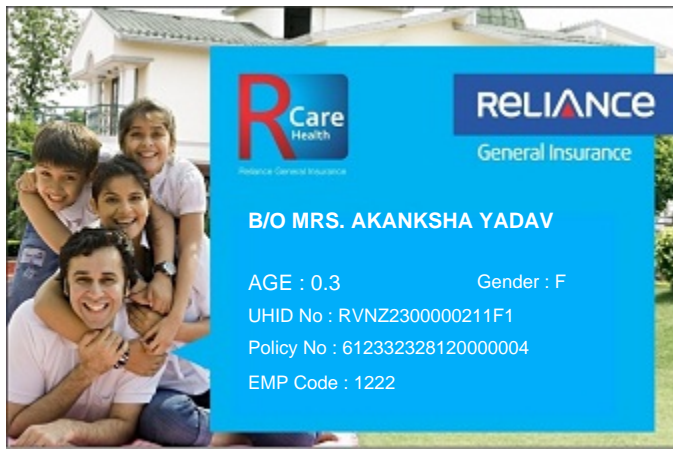 R Care
Health
Reliance General Insurance
RELIANCE
General Insurance
B/O MRS. AKANKSHA YADAV
AGE : 0.3 Gender : F
UHID No : RVNZ2300000211F1
Policy No : 612332328120000004
EMP Code : 1222